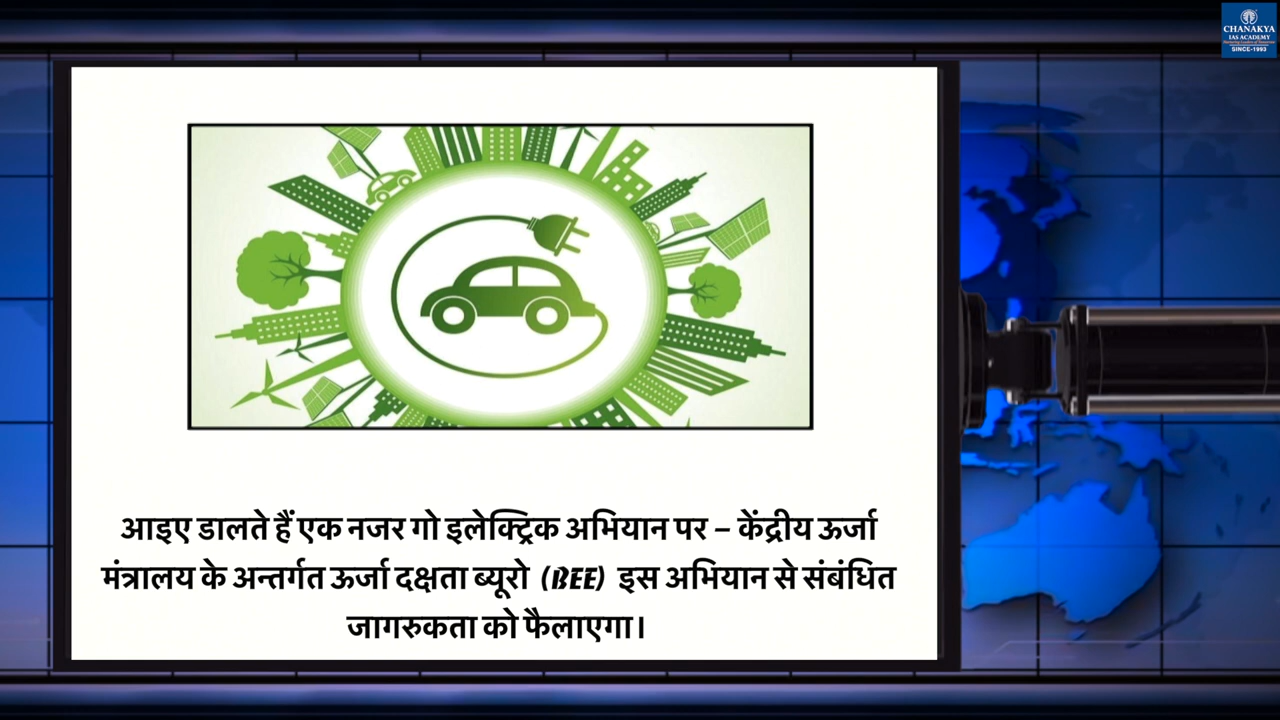 CHANAKYA
IAS ACADEMY
SINCE-1993
आइए डालते हैं एक नजर गो इलेक्ट्रिक अभियान पर – केंद्रीय ऊर्जा
मंत्रालय के अन्तर्गत ऊर्जा दक्षता ब्यूरो (BEE) इस अभियान से संबंधित
जागरुकता को फैलाएगा।